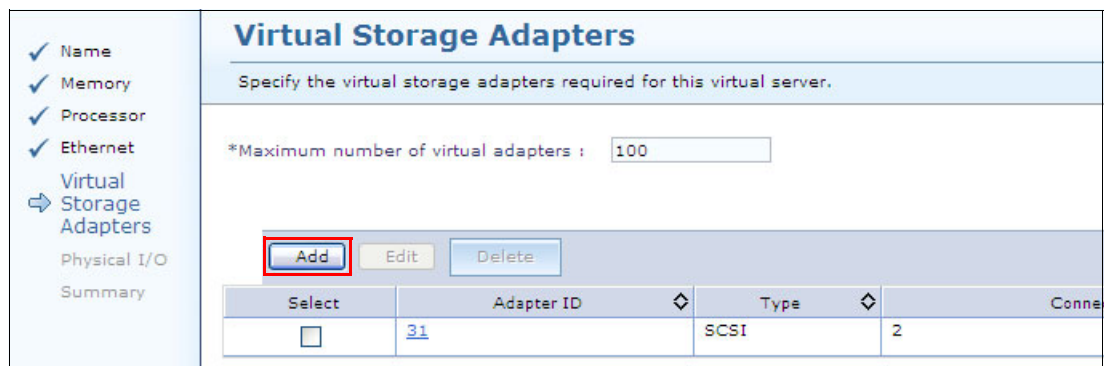 Name
Memory
Processor
Ethernet
Virtual
Storage
Adapters
Physical I/O
Summary
Virtual Storage Adapters
Specify the virtual storage adapters required for this virtual server.
*Maximum number of virtual adapters : 100
Add Edit Delete
Select Adapter ID Type Conne
31 SCSI 2